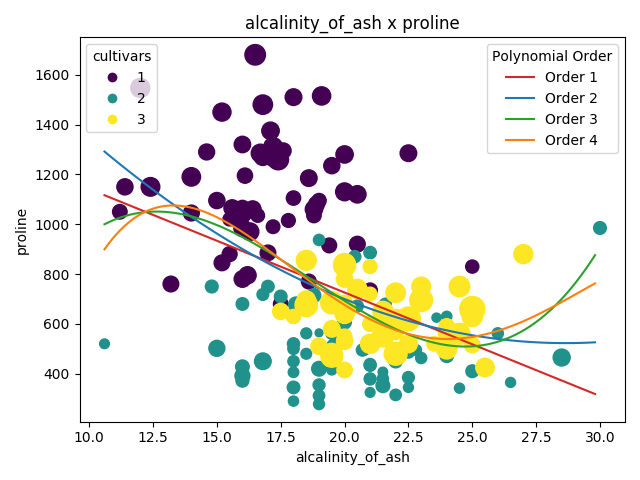 alcalinity_of_ash x proline
cultivars
1
2
3
Polynomial Order
Order 1
Order 2
Order 3
Order 4
1600
1400
1200
1000
800
600
400
proline
10.0 12.5 15.0 17.5 20.0 22.5 25.0 27.5 30.0
alcalinity_of_ash